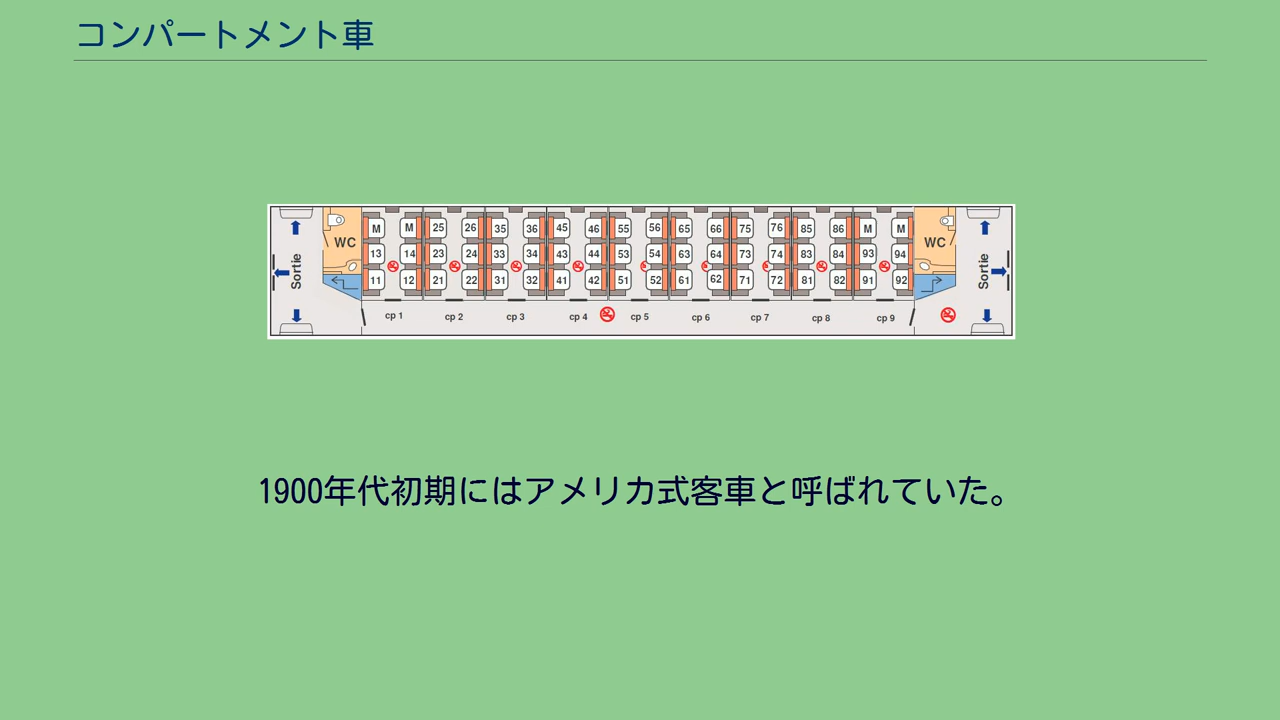 コンパートメント車
M M 25 26 35 36 45 46 55 56 65 66 75 76 85 86 M M
WC WC
13 14 23 24 33 34 43 44 53 54 63 64 73 74 83 84 93 94
Sortie Sortie
11 12 21 22 31 32 41 42 51 52 61 62 71 72 81 82 91 92
cp 1 cp 2 cp 3 cp 4 cp 5 cp 6 cp 7 cp 8 cp 9
1900年代初期にはアメリカ式客車と呼ばれていた。